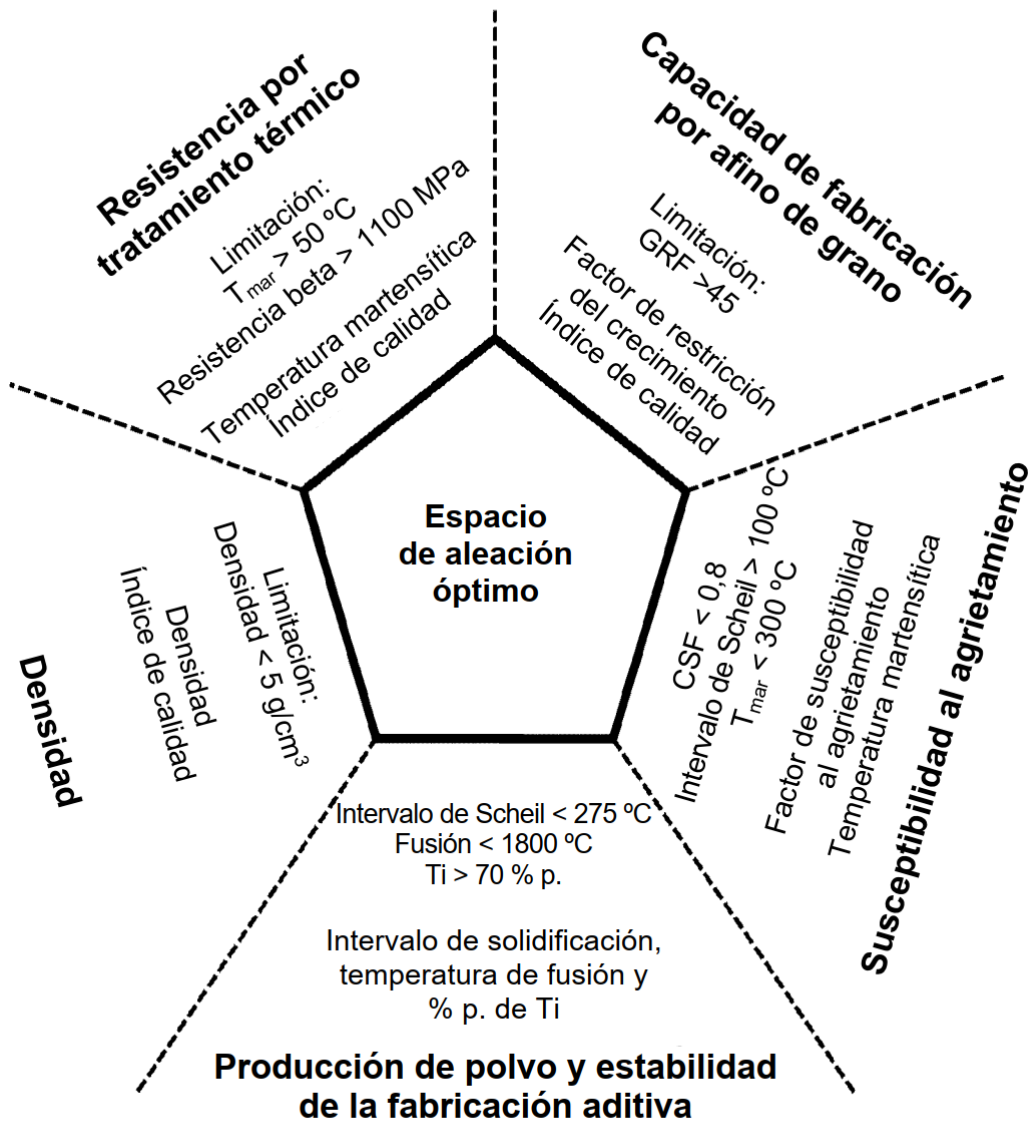 Resistencia por
tratamiento térmico
Limitación:
Tmar > 50 ºC
Resistencia beta > 1100 MPa
Temperatura martensítica
Índice de calidad
Capacidad de fabricación
por afino de grano
Limitación:
GRF >45
Factor de restricción
del crecimiento
Índice de calidad
Espacio
de aleación
óptimo
CSF < 0,8
Intervalo de Scheil > 100 ºC
Tmar < 300 ºC
Factor de susceptibilidad
al agrietamiento
Temperatura martensítica
Susceptibilidad al agrietamiento
Limitación:
Densidad < 5 g/cm³
Densidad
Índice de calidad
Densidad
Intervalo de Scheil < 275 ºC
Fusión < 1800 ºC
Ti > 70 % p.
Intervalo de solidificación,
temperatura de fusión y
% p. de Ti
Producción de polvo y estabilidad
de la fabricación aditiva